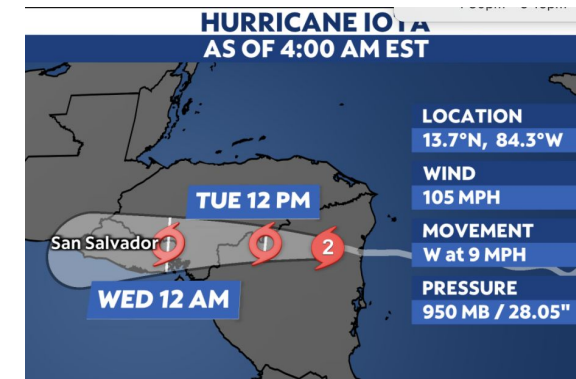 HURRICANE IOTA
AS OF 4:00 AM EST
LOCATION
13.7°N, 84.3°W
WIND
105 MPH
TUE 12 PM
MOVEMENT
W at 9 MPH
San Salvador
2
PRESSURE
950 MB / 28.05"
WED 12 AM